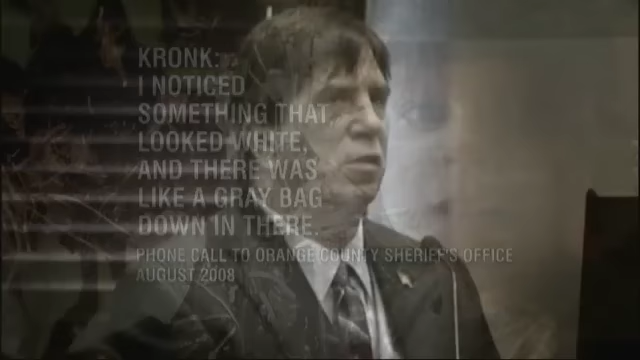 KRONK:
I NOTICED
SOMETHING THAT
LOOKED WHITE,
AND THERE WAS
LIKE A GRAY BAG
DOWN IN THERE.
PHONE CALL TO ORANGE COUNTY SHERIFF'S OFFICE
AUGUST 2008